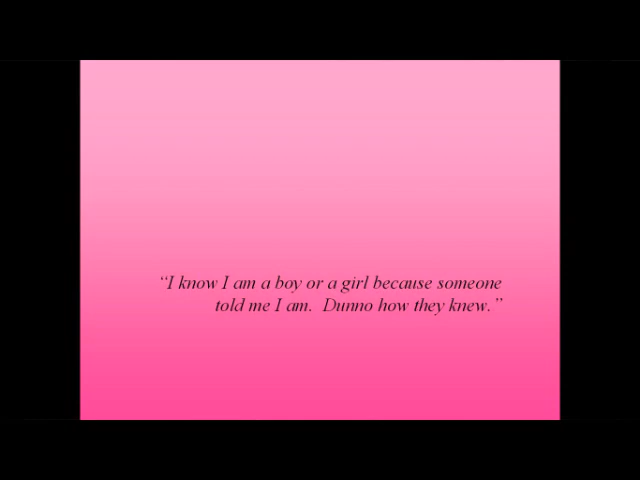 “I know I am a boy or a girl because someone
told me I am.  Dunno how they knew.”